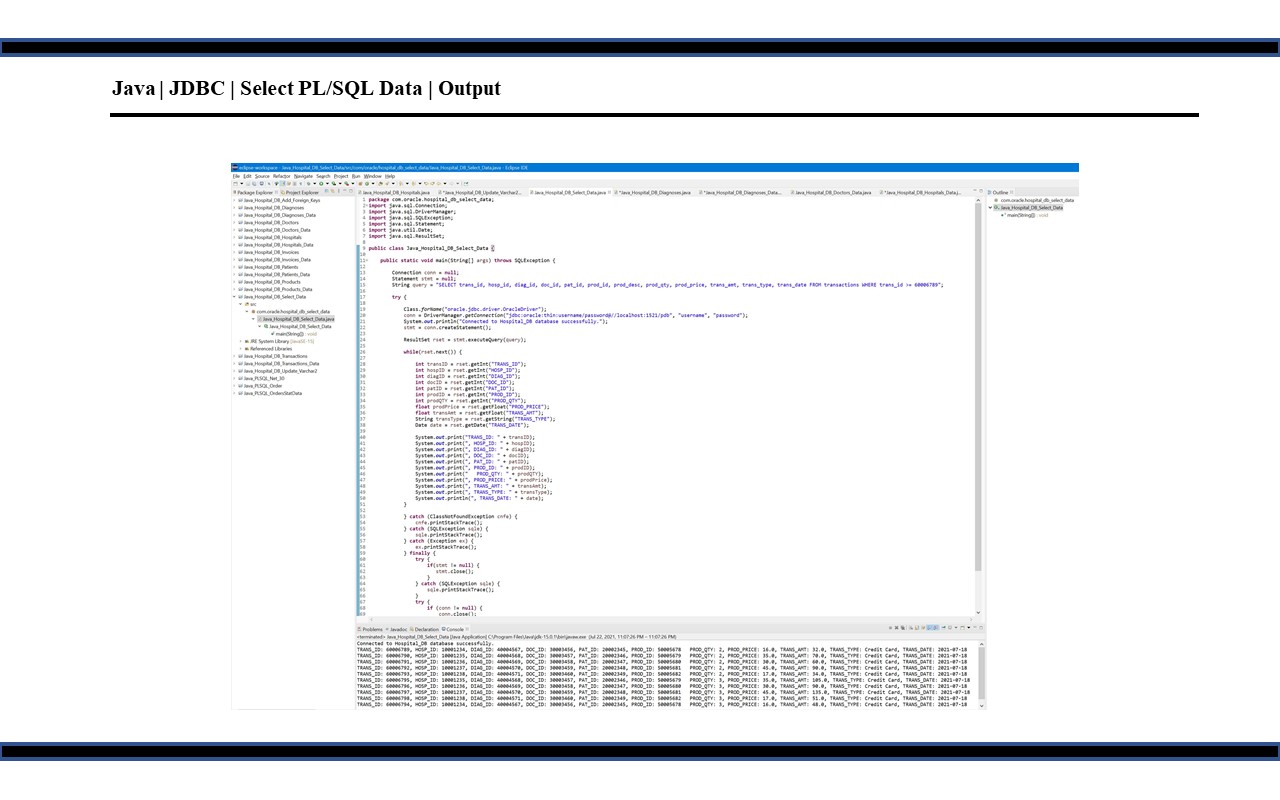 Java | JDBC | Select PL/SQL Data | Output
eclipse-workspace - Java_Hospital_DB_Select_Data/src/com/oracle/hospital_db_select_data/Java_Hospital_DB_Select_Data.java - Eclipse IDE
File Edit Source Refactor Navigate Search Project Run Window Help
Package Explorer Project Explorer
Java_Hospital_DB_Add_Foreign_Keys
Java_Hospital_DB_Diagnoses
Java_Hospital_DB_Diagnoses_Data
Java_Hospital_DB_Doctors
Java_Hospital_DB_Doctors_Data
Java_Hospital_DB_Hospitals
Java_Hospital_DB_Hospitals_Data
Java_Hospital_DB_Invoices
Java_Hospital_DB_Invoices_Data
Java_Hospital_DB_Patients
Java_Hospital_DB_Patients_Data
Java_Hospital_DB_Products
Java_Hospital_DB_Products_Data
Java_Hospital_DB_Select_Data
src
com.oracle.hospital_db_select_data
Java_Hospital_DB_Select_Data.java
Java_Hospital_DB_Select_Data
main(String[]) : void
JRE System Library [JavaSE-15]
Referenced Libraries
Java_Hospital_DB_Transactions
Java_Hospital_DB_Transactions_Data
Java_Hospital_DB_Update_Varchar2
Java_PLSQL_Net_30
Java_PLSQL_Order
Java_PLSQL_OrdersStatData
Java_Hospital_DB_Hospitals.java *Java_Hospital_DB_Update_Varchar2... Java_Hospital_DB_Select_Data.java *Java_Hospital_DB_Diagnoses.java *Java_Hospital_DB_Diagnoses_Data... Java_Hospital_DB_Doctors_Data.java *Java_Hospital_DB_Hospitals_Data.j...
1 package com.oracle.hospital_db_select_data;
2 import java.sql.Connection;
3 import java.sql.DriverManager;
4 import java.sql.SQLException;
5 import java.sql.Statement;
6 import java.util.Date;
7 import java.sql.ResultSet;
8
9 public class Java_Hospital_DB_Select_Data {
10
11 public static void main(String[] args) throws SQLException {
12
13 Connection conn = null;
14 Statement stmt = null;
15 String query = "SELECT trans_id, hosp_id, diag_id, doc_id, pat_id, prod_id, prod_desc, prod_qty, prod_price, trans_amt, trans_type, trans_date FROM transactions WHERE trans_id >= 60006789";
16
17 try {
18
19 Class.forName("oracle.jdbc.driver.OracleDriver");
20 conn = DriverManager.getConnection("jdbc:oracle:thin:username/password@//localhost:1521/pdb", "username", "password");
21 System.out.println("Connected to Hospital_DB database successfully.");
22 stmt = conn.createStatement();
23
24 ResultSet rset = stmt.executeQuery(query);
25
26 while(rset.next()) {
27
28 int transID = rset.getInt("TRANS_ID");
29 int hospID = rset.getInt("HOSP_ID");
30 int diagID = rset.getInt("DIAG_ID");
31 int docID = rset.getInt("DOC_ID");
32 int patID = rset.getInt("PAT_ID");
33 int prodID = rset.getInt("PROD_ID");
34 int prodQTY = rset.getInt("PROD_QTY");
35 float prodPrice = rset.getFloat("PROD_PRICE");
36 float transAmt = rset.getFloat("TRANS_AMT");
37 String transType = rset.getString("TRANS_TYPE");
38 Date date = rset.getDate("TRANS_DATE");
39
40 System.out.print("TRANS_ID: " + transID);
41 System.out.print(", HOSP_ID: " + hospID);
42 System.out.print(", DIAG_ID: " + diagID);
43 System.out.print(", DOC_ID: " + docID);
44 System.out.print(", PAT_ID: " + patID);
45 System.out.print(", PROD_ID: " + prodID);
46 System.out.print(" PROD_QTY: " + prodQTY);
47 System.out.print(", PROD_PRICE: " + prodPrice);
48 System.out.print(", TRANS_AMT: " + transAmt);
49 System.out.print(", TRANS_TYPE: " + transType);
50 System.out.println(", TRANS_DATE: " + date);
51 }
52
53 } catch (ClassNotFoundException cnfe) {
54 cnfe.printStackTrace();
55 } catch (SQLException sqle) {
56 sqle.printStackTrace();
57 } catch (Exception ex) {
58 ex.printStackTrace();
59 } finally {
60 try {
61 if(stmt != null) {
62 stmt.close();
63 }
64 } catch (SQLException sqle) {
65 sqle.printStackTrace();
66 }
67 try {
68 if (conn != null) {
69 conn.close();
Outline
com.oracle.hospital_db_select_data
Java_Hospital_DB_Select_Data
main(String[]) : void
Problems Javadoc Declaration Console
<terminated> Java_Hospital_DB_Select_Data [Java Application] C:\Program Files\Java\jdk-15.0.1\bin\javaw.exe (Jul 22, 2021, 11:07:26 PM – 11:07:26 PM)
Connected to Hospital_DB database successfully.
TRANS_ID: 60006789, HOSP_ID: 10001234, DIAG_ID: 40004567, DOC_ID: 30003456, PAT_ID: 20002345, PROD_ID: 50005678 PROD_QTY: 2, PROD_PRICE: 16.0, TRANS_AMT: 32.0, TRANS_TYPE: Credit Card, TRANS_DATE: 2021-07-18
TRANS_ID: 60006790, HOSP_ID: 10001235, DIAG_ID: 40004568, DOC_ID: 30003457, PAT_ID: 20002346, PROD_ID: 50005679 PROD_QTY: 2, PROD_PRICE: 35.0, TRANS_AMT: 70.0, TRANS_TYPE: Credit Card, TRANS_DATE: 2021-07-18
TRANS_ID: 60006791, HOSP_ID: 10001236, DIAG_ID: 40004569, DOC_ID: 30003458, PAT_ID: 20002347, PROD_ID: 50005680 PROD_QTY: 2, PROD_PRICE: 30.0, TRANS_AMT: 60.0, TRANS_TYPE: Credit Card, TRANS_DATE: 2021-07-18
TRANS_ID: 60006792, HOSP_ID: 10001237, DIAG_ID: 40004570, DOC_ID: 30003459, PAT_ID: 20002348, PROD_ID: 50005681 PROD_QTY: 2, PROD_PRICE: 45.0, TRANS_AMT: 90.0, TRANS_TYPE: Credit Card, TRANS_DATE: 2021-07-18
TRANS_ID: 60006793, HOSP_ID: 10001238, DIAG_ID: 40004571, DOC_ID: 30003460, PAT_ID: 20002349, PROD_ID: 50005682 PROD_QTY: 2, PROD_PRICE: 17.0, TRANS_AMT: 34.0, TRANS_TYPE: Credit Card, TRANS_DATE: 2021-07-18
TRANS_ID: 60006795, HOSP_ID: 10001235, DIAG_ID: 40004568, DOC_ID: 30003457, PAT_ID: 20002346, PROD_ID: 50005679 PROD_QTY: 3, PROD_PRICE: 35.0, TRANS_AMT: 105.0, TRANS_TYPE: Credit Card, TRANS_DATE: 2021-07-18
TRANS_ID: 60006796, HOSP_ID: 10001236, DIAG_ID: 40004569, DOC_ID: 30003458, PAT_ID: 20002347, PROD_ID: 50005680 PROD_QTY: 3, PROD_PRICE: 30.0, TRANS_AMT: 90.0, TRANS_TYPE: Credit Card, TRANS_DATE: 2021-07-18
TRANS_ID: 60006797, HOSP_ID: 10001237, DIAG_ID: 40004570, DOC_ID: 30003459, PAT_ID: 20002348, PROD_ID: 50005681 PROD_QTY: 3, PROD_PRICE: 45.0, TRANS_AMT: 135.0, TRANS_TYPE: Credit Card, TRANS_DATE: 2021-07-18
TRANS_ID: 60006798, HOSP_ID: 10001238, DIAG_ID: 40004571, DOC_ID: 30003460, PAT_ID: 20002349, PROD_ID: 50005682 PROD_QTY: 3, PROD_PRICE: 17.0, TRANS_AMT: 51.0, TRANS_TYPE: Credit Card, TRANS_DATE: 2021-07-18
TRANS_ID: 60006794, HOSP_ID: 10001234, DIAG_ID: 40004567, DOC_ID: 30003456, PAT_ID: 20002345, PROD_ID: 50005678 PROD_QTY: 3, PROD_PRICE: 16.0, TRANS_AMT: 48.0, TRANS_TYPE: Credit Card, TRANS_DATE: 2021-07-18